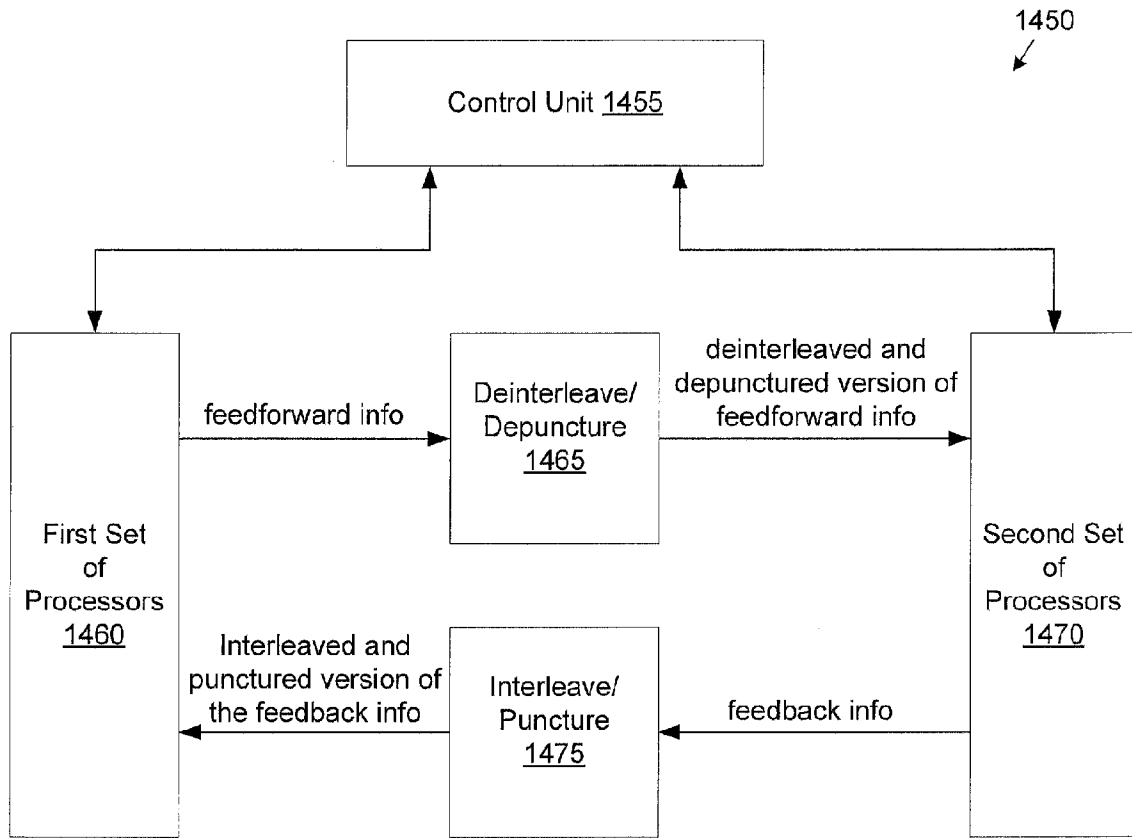 1450
Control Unit 1455
feedforward info
Deinterleave/
Depuncture
1465
deinterleaved and
depunctured version of
feedforward info
First Set
of
Processors
1460
Second Set
of
Processors
1470
Interleaved and
punctured version of
the feedback info
Interleave/
Puncture
1475
feedback info